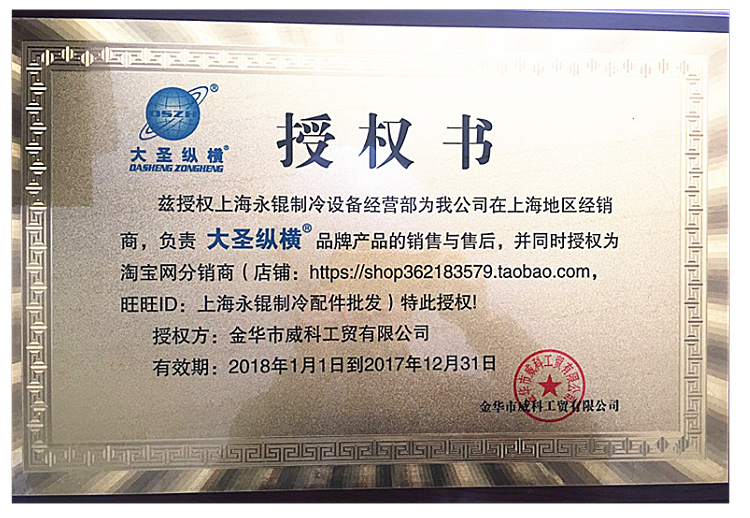 DSZH ®
授权书
大圣纵横®
DASHENG ZONGHENG
兹授权上海永锟制冷设备经营部为我公司在上海地区经销
商，负责 大圣纵横® 品牌产品的销售与售后，并同时授权为
淘宝网分销商（店铺：https://shop362183579.taobao.com，
旺旺ID：上海永锟制冷配件批发）特此授权!
授权方：金华市威科工贸有限公司
有效期：2018年1月1日到2017年12月31日
金华市威科工贸有限公司
金华市威科工贸有限公司